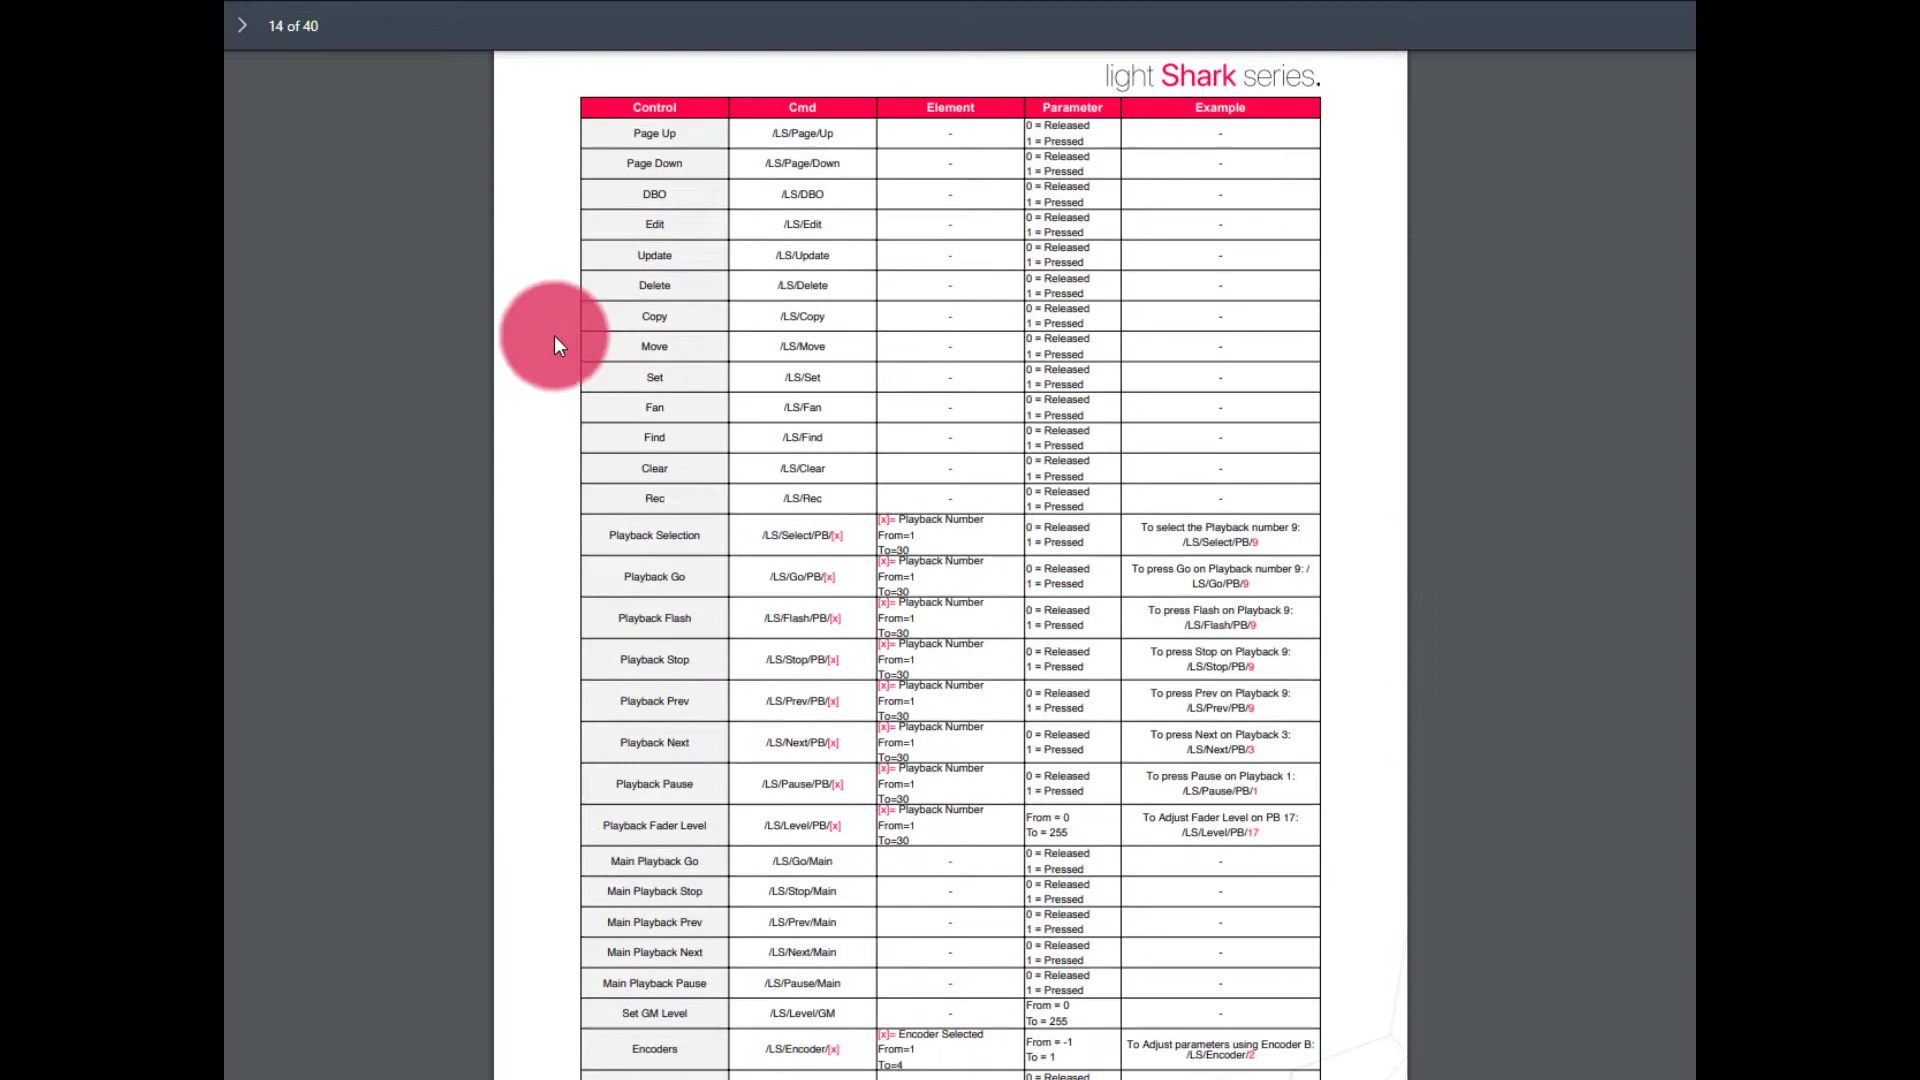 14 of 40
light Shark series.
Control Cmd Element Parameter Example
Page Up /LS/Page/Up - 0 = Released
1 = Pressed -
Page Down /LS/Page/Down - 0 = Released
1 = Pressed -
DBO /LS/DBO - 0 = Released
1 = Pressed -
Edit /LS/Edit - 0 = Released
1 = Pressed -
Update /LS/Update - 0 = Released
1 = Pressed -
Delete /LS/Delete - 0 = Released
1 = Pressed -
Copy /LS/Copy - 0 = Released
1 = Pressed -
Move /LS/Move - 0 = Released
1 = Pressed -
Set /LS/Set - 0 = Released
1 = Pressed -
Fan /LS/Fan - 0 = Released
1 = Pressed -
Find /LS/Find - 0 = Released
1 = Pressed -
Clear /LS/Clear - 0 = Released
1 = Pressed -
Rec /LS/Rec - 0 = Released
1 = Pressed -
Playback Selection /LS/Select/PB/[x] [x]= Playback Number
From=1
To=30
0 = Released
1 = Pressed
To select the Playback number 9:
/LS/Select/PB/9
Playback Go /LS/Go/PB/[x] [x]= Playback Number
From=1
To=30
0 = Released
1 = Pressed
To press Go on Playback number 9: /
LS/Go/PB/9
Playback Flash /LS/Flash/PB/[x] [x]= Playback Number
From=1
To=30
0 = Released
1 = Pressed
To press Flash on Playback 9:
/LS/Flash/PB/9
Playback Stop /LS/Stop/PB/[x] [x]= Playback Number
From=1
To=30
0 = Released
1 = Pressed
To press Stop on Playback 9:
/LS/Stop/PB/9
Playback Prev /LS/Prev/PB/[x] [x]= Playback Number
From=1
To=30
0 = Released
1 = Pressed
To press Prev on Playback 9:
/LS/Prev/PB/9
Playback Next /LS/Next/PB/[x] [x]= Playback Number
From=1
To=30
0 = Released
1 = Pressed
To press Next on Playback 3:
/LS/Next/PB/3
Playback Pause /LS/Pause/PB/[x] [x]= Playback Number
From=1
To=30
0 = Released
1 = Pressed
To press Pause on Playback 1:
/LS/Pause/PB/1
Playback Fader Level /LS/Level/PB/[x] [x]= Playback Number
From=1
To=30
From = 0
To = 255
To Adjust Fader Level on PB 17:
/LS/Level/PB/17
Main Playback Go /LS/Go/Main - 0 = Released
1 = Pressed -
Main Playback Stop /LS/Stop/Main - 0 = Released
1 = Pressed -
Main Playback Prev /LS/Prev/Main - 0 = Released
1 = Pressed -
Main Playback Next /LS/Next/Main - 0 = Released
1 = Pressed -
Main Playback Pause /LS/Pause/Main - 0 = Released
1 = Pressed -
Set GM Level /LS/Level/GM - From = 0
To = 255 -
Encoders /LS/Encoder/[x] [x]= Encoder Selected
From=1
To=4
From = -1
To = 1
To Adjust parameters using Encoder B:
/LS/Encoder/2
0 = Released